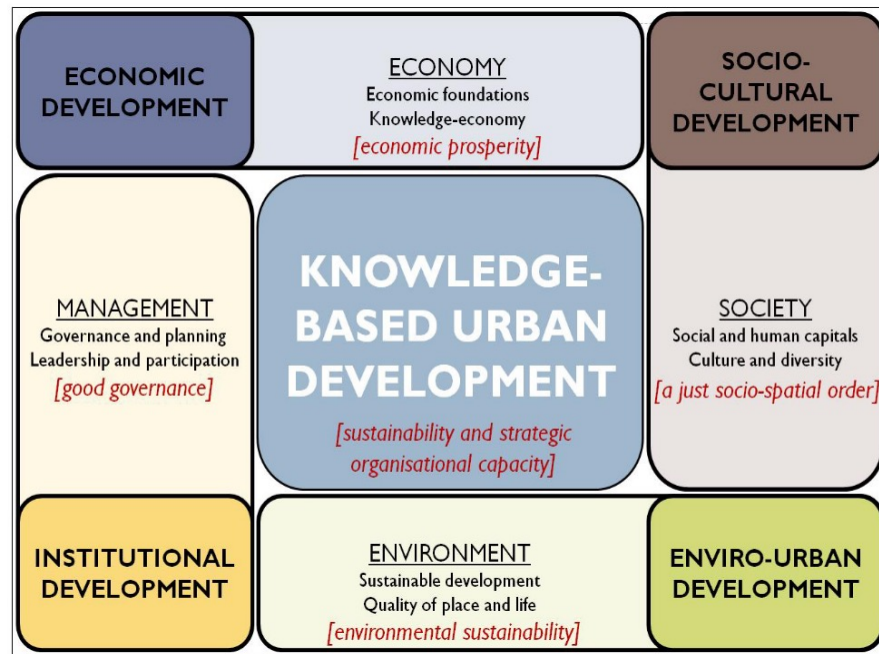 ECONOMIC
DEVELOPMENT
ECONOMY
Economic foundations
Knowledge-economy
[economic prosperity]
SOCIO-
CULTURAL
DEVELOPMENT
MANAGEMENT
Governance and planning
Leadership and participation
[good governance]
KNOWLEDGE-
BASED URBAN
DEVELOPMENT
[sustainability and strategic
organisational capacity]
SOCIETY
Social and human capitals
Culture and diversity
[a just socio-spatial order]
INSTITUTIONAL
DEVELOPMENT
ENVIRONMENT
Sustainable development
Quality of place and life
[environmental sustainability]
ENVIRO-URBAN
DEVELOPMENT